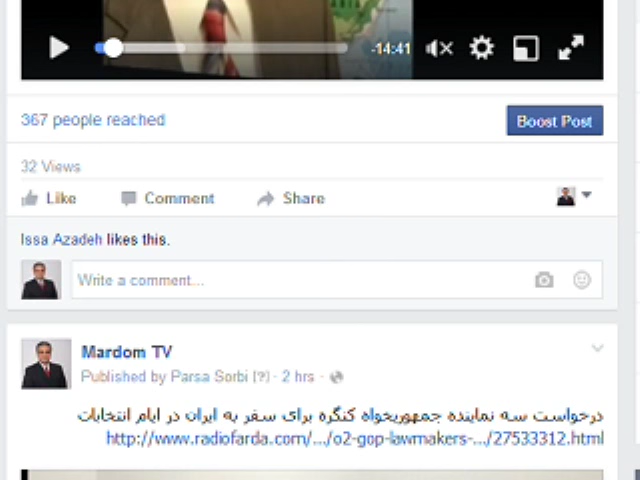 -14:41
367 people reached
Boost Post
32 Views
Like Comment Share
Issa Azadeh likes this.
Write a comment...
Mardom TV
Published by Parsa Sorbi [?] · 2 hrs ·
درخواست سه نماینده جمهوریخواه کنگره برای سفر به ایران در ایام انتخابات
http://www.radiofarda.com/.../o2-gop-lawmakers-.../27533312.html